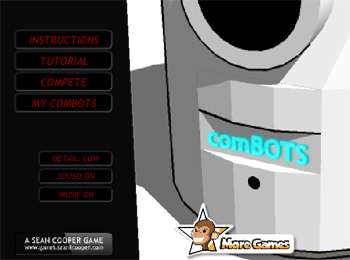 INSTRUCTIONS
TUTORIAL
COMPETE
MY COMBOTS
DETAIL: LOW
SOUND ON
MUSIC ON
comBOTS
A SEAN COOPER GAME
www.games.seantcooper.com
More Games